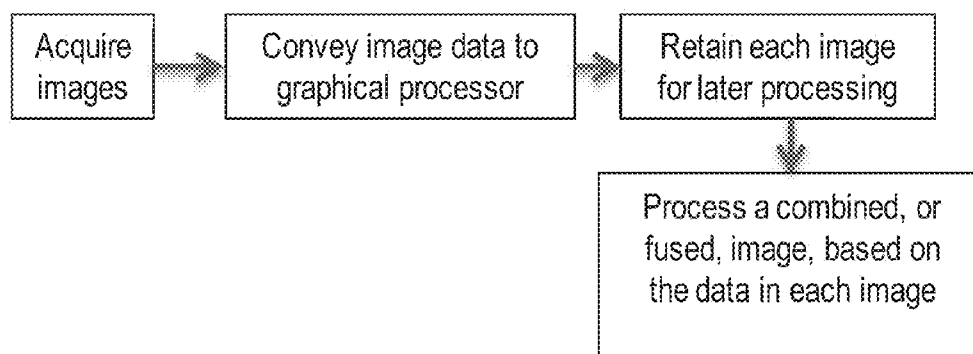 Acquire
images
Convey image data to
graphical processor
Retain each image
for later processing
Process a combined, or
fused, image, based on
the data in each image